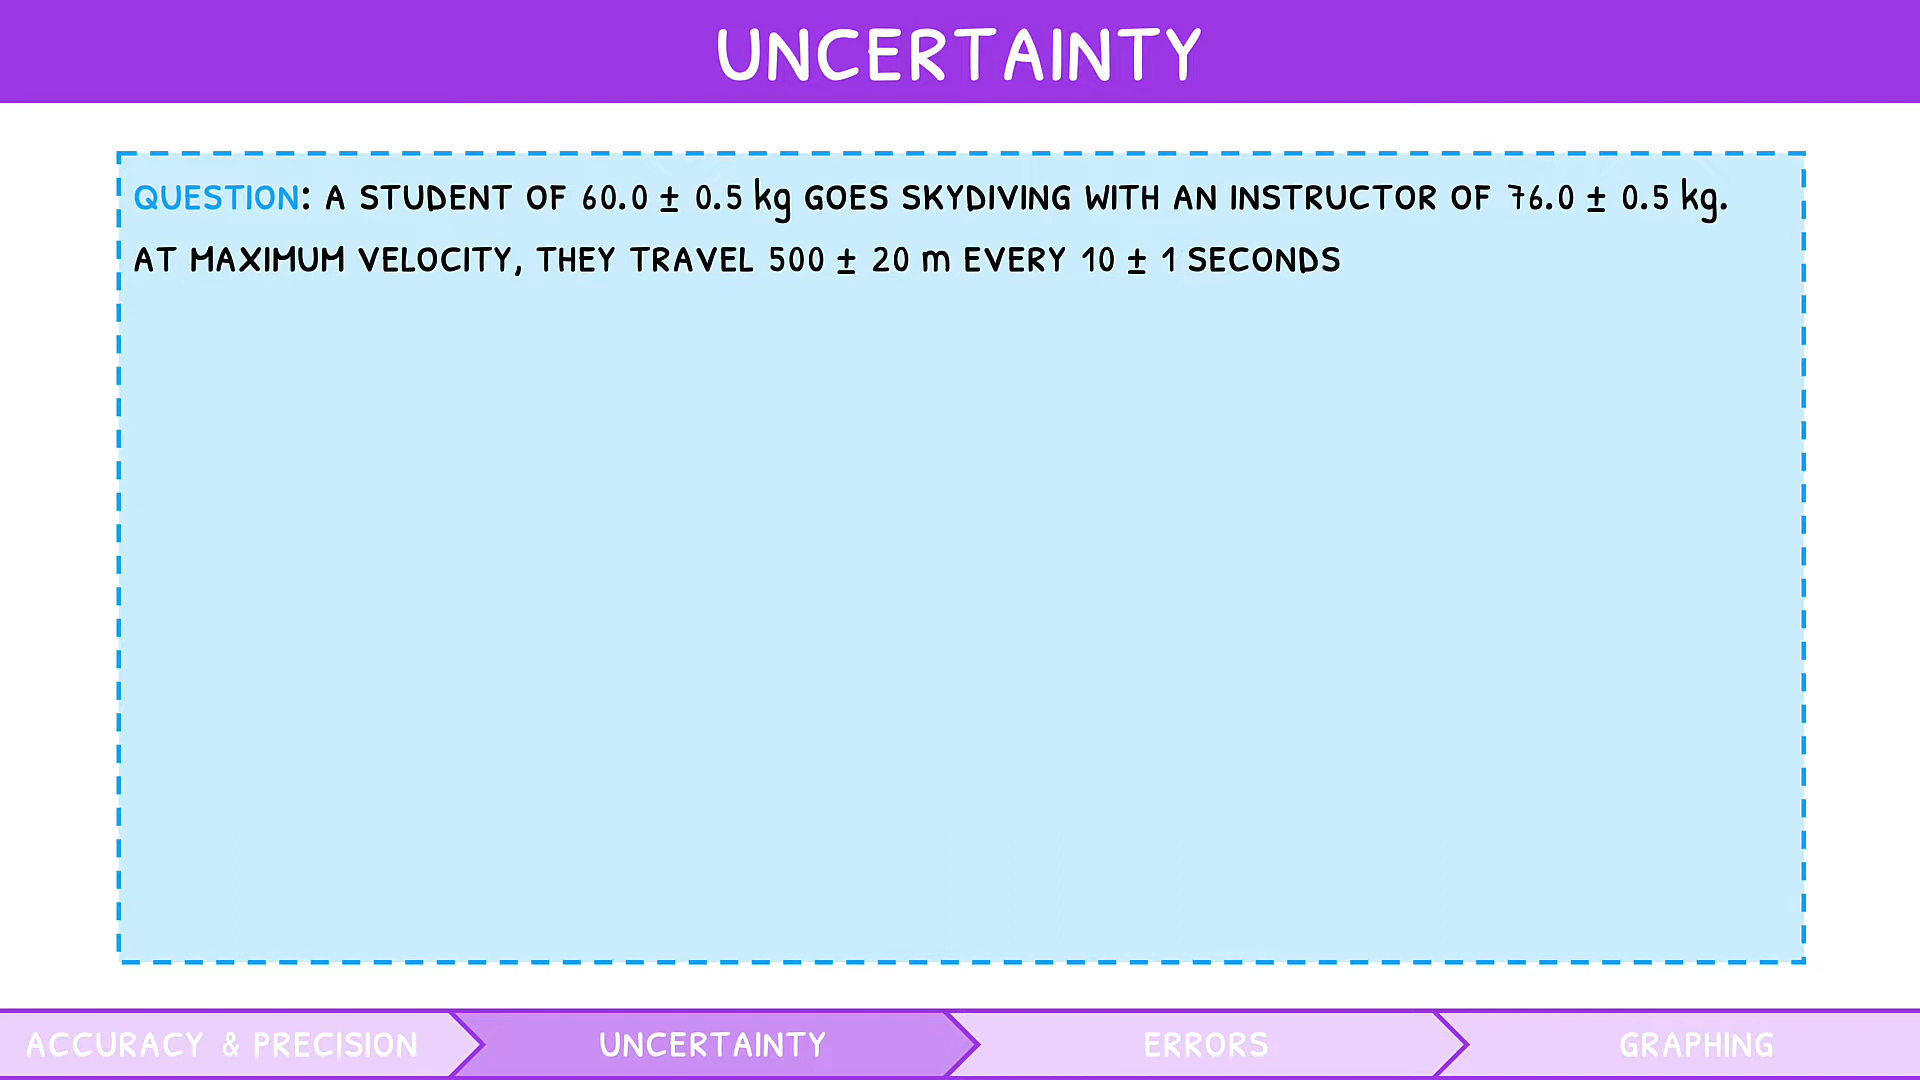 UNCERTAINTY
QUESTION: A STUDENT OF 60.0 ± 0.5 kg GOES SKYDIVING WITH AN INSTRUCTOR OF 76.0 ± 0.5 kg.
AT MAXIMUM VELOCITY, THEY TRAVEL 500 ± 20 m EVERY 10 ± 1 SECONDS
ACCURACY & PRECISION
UNCERTAINTY
ERRORS
GRAPHING